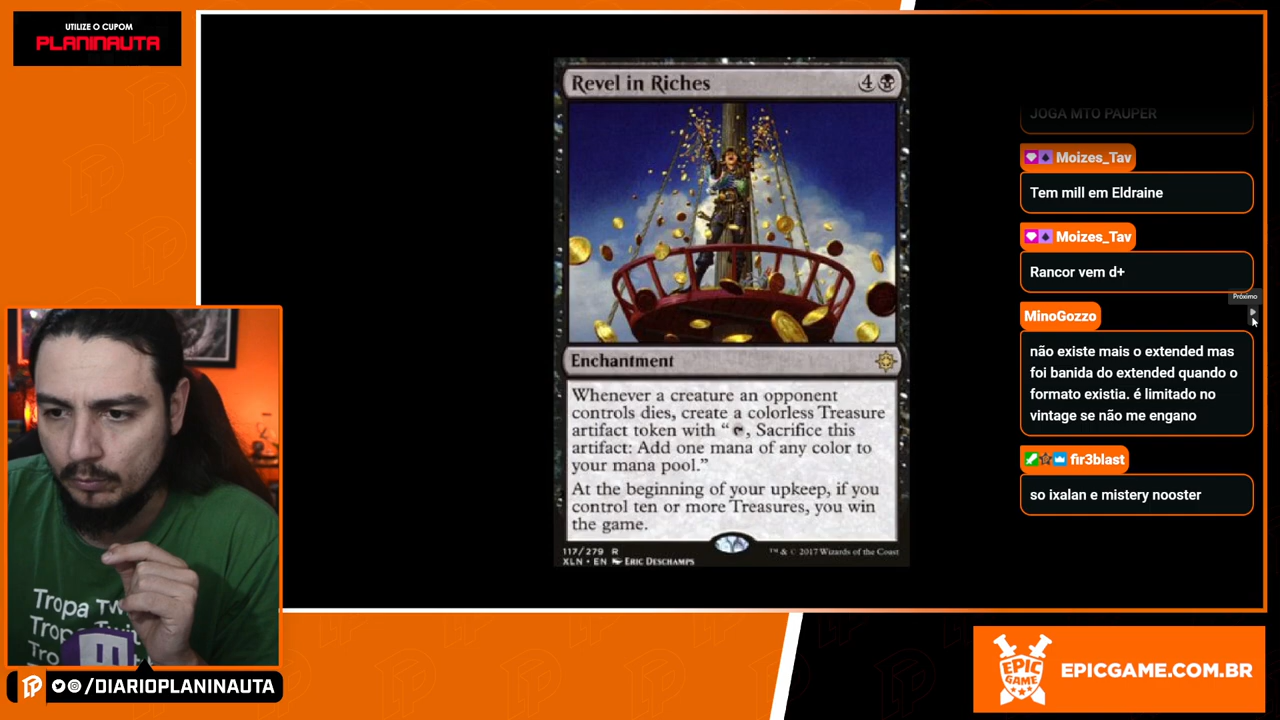 UTILIZE O CUPOM
PLANINAUTA
Revel in Riches 4
Enchantment
Whenever a creature an opponent
controls dies, create a colorless Treasure
artifact token with “ , Sacrifice this
artifact: Add one mana of any color to
your mana pool.”
At the beginning of your upkeep, if you
control ten or more Treasures, you win
the game.
117/279 R
XLN • EN ERIC DESCHAMPS
™ & © 2017 Wizards of the Coast
JOGA MTO PAUPER
Moizes_Tav
Tem mill em Eldraine
Moizes_Tav
Rancor vem d+
Próximo
MinoGozzo
não existe mais o extended mas
foi banida do extended quando o
formato existia. é limitado no
vintage se não me engano
fir3blast
so ixalan e mistery nooster
Tropa Tw
Tropa Twit
Tro
/DIARIOPLANINAUTA
EPIC
GAME
EPICGAME.COM.BR